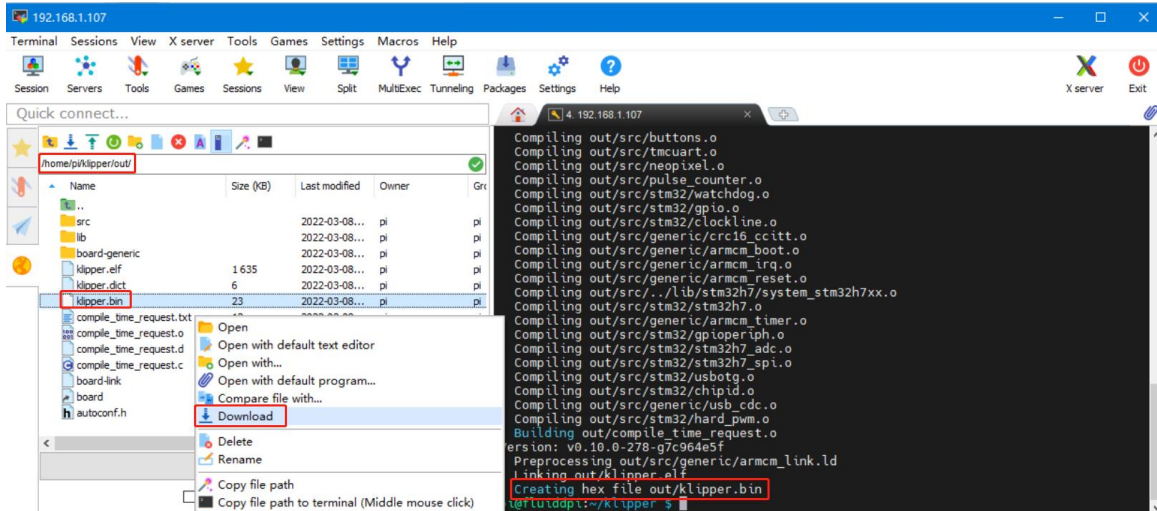 192.168.1.107
Terminal Sessions View X server Tools Games Settings Macros Help
Session Servers Tools Games Sessions View Split MultiExec Tunneling Packages Settings Help X server Exit
Quick connect...
4. 192.168.1.107
/home/pi/klipper/out/
Name Size (KB) Last modified Owner Gro
..
src 2022-03-08... pi pi
lib 2022-03-08... pi pi
board-generic 2022-03-08... pi pi
klipper.elf 1 635 2022-03-08... pi pi
klipper.dict 6 2022-03-08... pi pi
klipper.bin 23 2022-03-08... pi pi
compile_time_request.txt
compile_time_request.o
compile_time_request.d
compile_time_request.c
board-link
board
autoconf.h
Open
Open with default text editor
Open with...
Open with default program...
Compare file with...
Download
Delete
Rename
Copy file path
Copy file path to terminal (Middle mouse click)
Compiling out/src/buttons.o
Compiling out/src/tmcuart.o
Compiling out/src/neopixel.o
Compiling out/src/pulse_counter.o
Compiling out/src/stm32/watchdog.o
Compiling out/src/stm32/gpio.o
Compiling out/src/stm32/clockline.o
Compiling out/src/generic/crc16_ccitt.o
Compiling out/src/generic/armcm_boot.o
Compiling out/src/generic/armcm_irq.o
Compiling out/src/generic/armcm_reset.o
Compiling out/src/../lib/stm32h7/system_stm32h7xx.o
Compiling out/src/stm32/stm32h7.o
Compiling out/src/generic/armcm_timer.o
Compiling out/src/stm32/gpioperiph.o
Compiling out/src/stm32/stm32h7_adc.o
Compiling out/src/stm32/stm32h7_spi.o
Compiling out/src/stm32/usbotg.o
Compiling out/src/stm32/chipid.o
Compiling out/src/generic/usb_cdc.o
Compiling out/src/stm32/hard_pwm.o
Building out/compile_time_request.o
Version: v0.10.0-278-g7c964e5f
Preprocessing out/src/generic/armcm_link.ld
Linking out/klipper.elf
Creating hex file out/klipper.bin
i@fluiddpi:~/klipper $